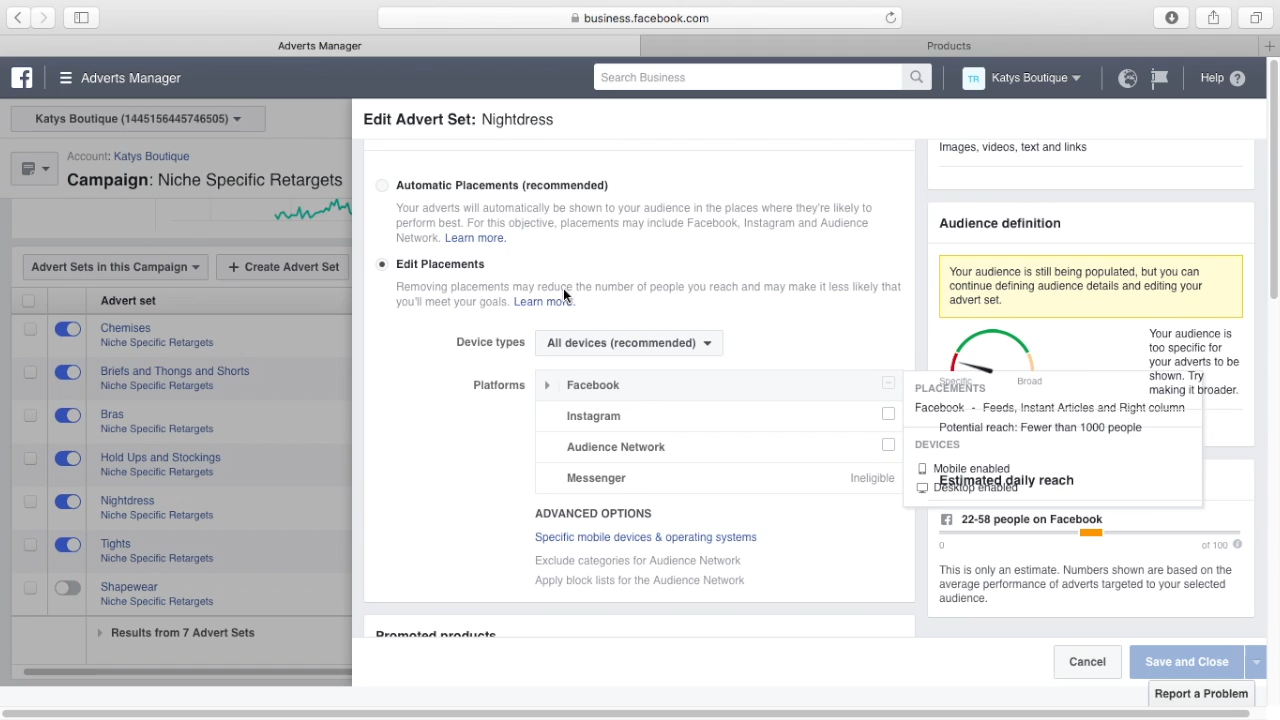 business.facebook.com
Adverts Manager
Products
Adverts Manager
Search Business
TR
Katys Boutique
Help
Katys Boutique (1445156445746505)
Account: Katys Boutique
Campaign: Niche Specific Retargets
Advert Sets in this Campaign
+ Create Advert Set
Advert set
Chemises
Niche Specific Retargets
Briefs and Thongs and Shorts
Niche Specific Retargets
Bras
Niche Specific Retargets
Hold Ups and Stockings
Niche Specific Retargets
Nightdress
Niche Specific Retargets
Tights
Niche Specific Retargets
Shapewear
Niche Specific Retargets
Results from 7 Advert Sets
Edit Advert Set: Nightdress
Automatic Placements (recommended)
Your adverts will automatically be shown to your audience in the places where they're likely to
perform best. For this objective, placements may include Facebook, Instagram and Audience
Network. Learn more.
Edit Placements
Removing placements may reduce the number of people you reach and may make it less likely that
you'll meet your goals. Learn more.
Device types
All devices (recommended)
Platforms
Facebook
Instagram
Audience Network
Messenger
Ineligible
ADVANCED OPTIONS
Specific mobile devices & operating systems
Exclude categories for Audience Network
Apply block lists for the Audience Network
Promoted products
Images, videos, text and links
Audience definition
Your audience is still being populated, but you can
continue defining audience details and editing your
advert set.
Your audience is
too specific for
your adverts to be
shown. Try
making it broader.
Specific
Broad
PLACEMENTS
Facebook - Feeds, Instant Articles and Right column
Potential reach: Fewer than 1000 people
DEVICES
Mobile enabled
Desktop enabled
Estimated daily reach
22-58 people on Facebook
0
of 100
This is only an estimate. Numbers shown are based on the
average performance of adverts targeted to your selected
audience.
Cancel
Save and Close
Report a Problem